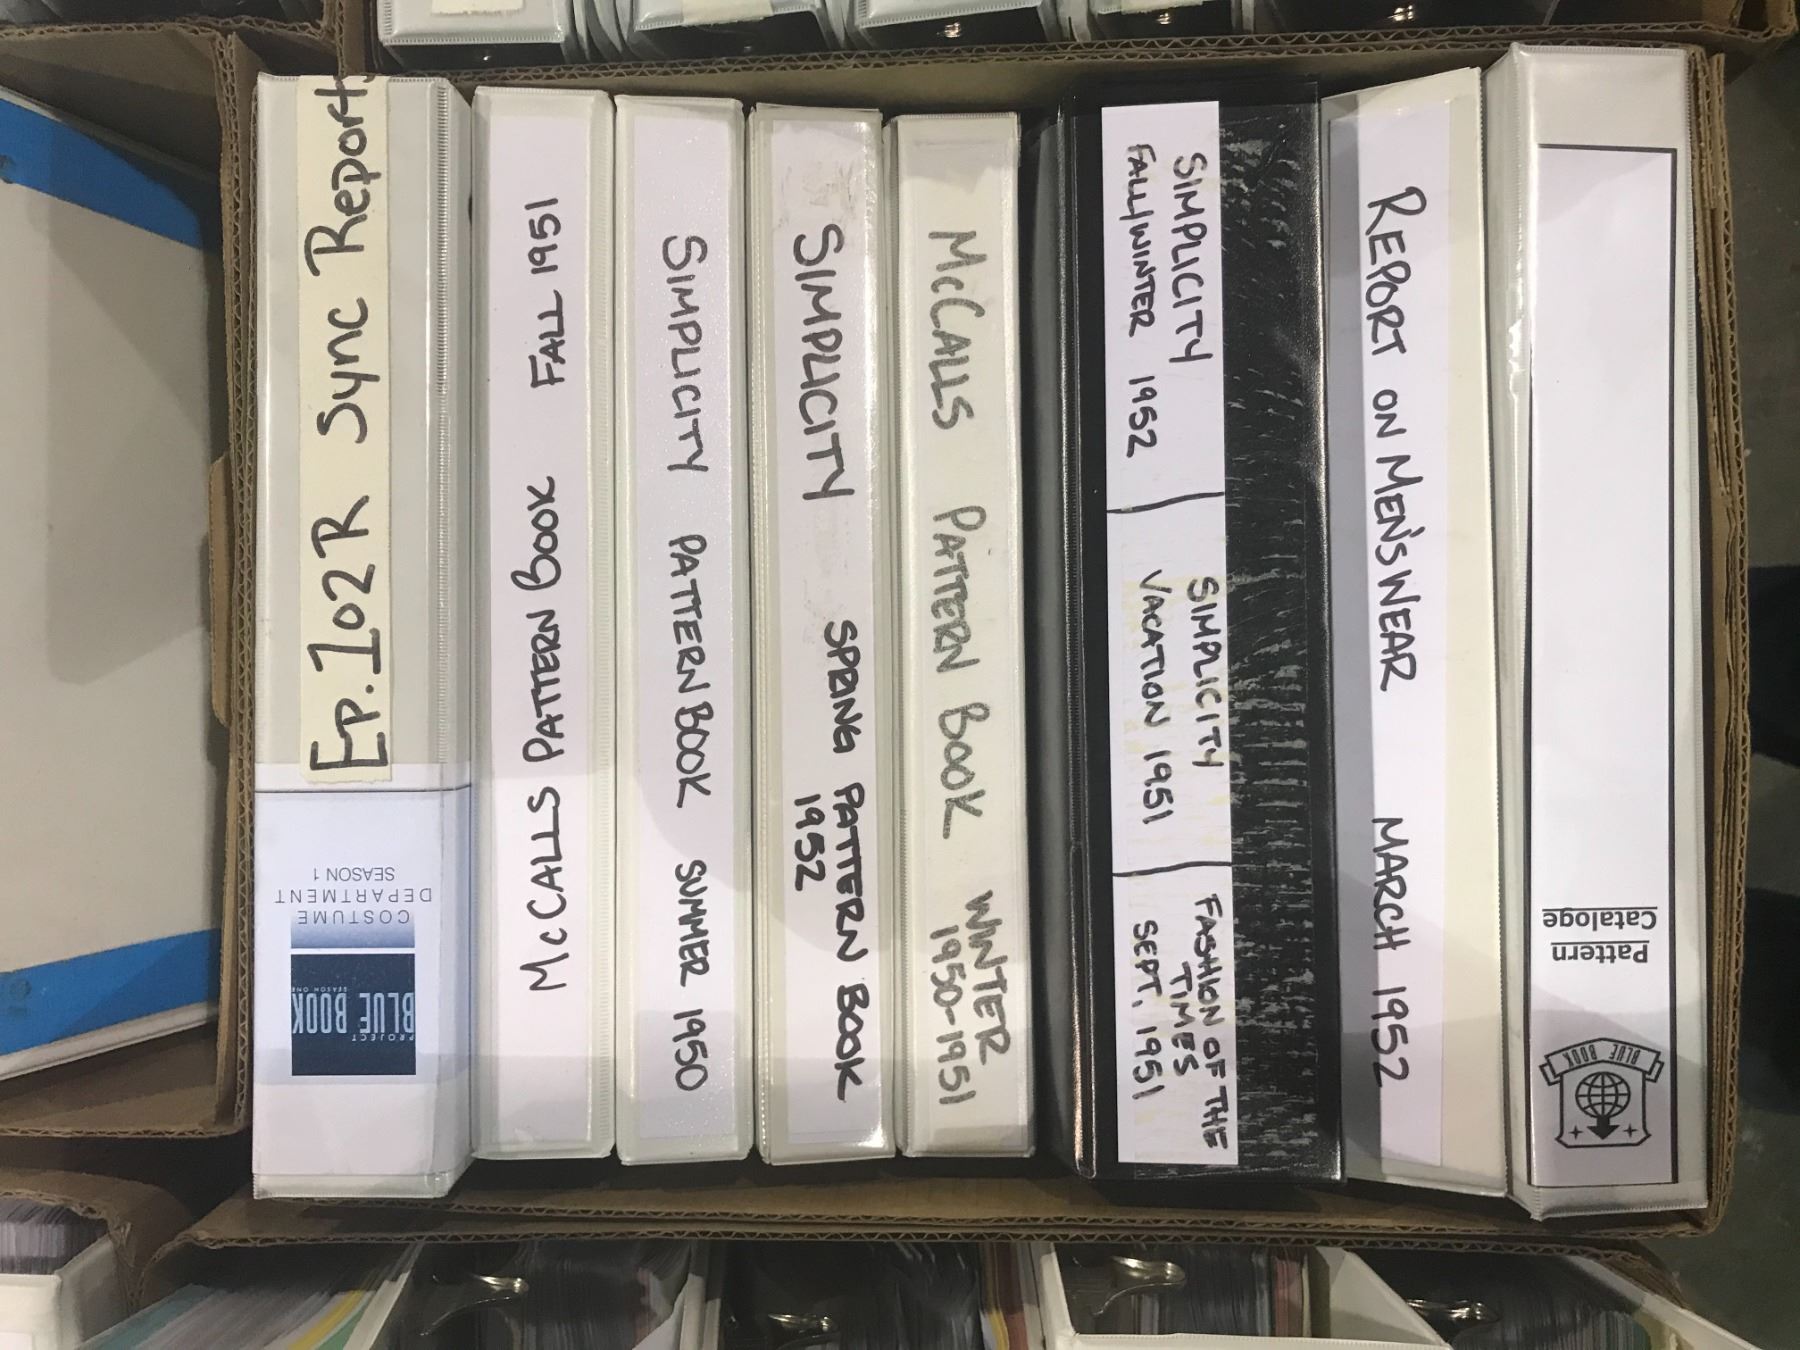 Ep. 102R Sync Reports
COSTUME
DEPARTMENT
SEASON 1
PROJECT
BLUE BOOK
SEASON ONE
McCALLS PATTERN BOOK FALL 1951
SIMPLICITY PATTERN BOOK SUMMER 1950
SIMPLICITY SPRING PATTERN BOOK
1952
McCALLS PATTERN BOOK WINTER
1950-1951
SIMPLICITY
FALL/WINTER 1952
SIMPLICITY
VACATION 1951
FASHION OF THE
TIMES
SEPT. 1951
REPORT ON MEN'S WEAR MARCH 1952
Pattern
Cataloge
BLUE BOOK